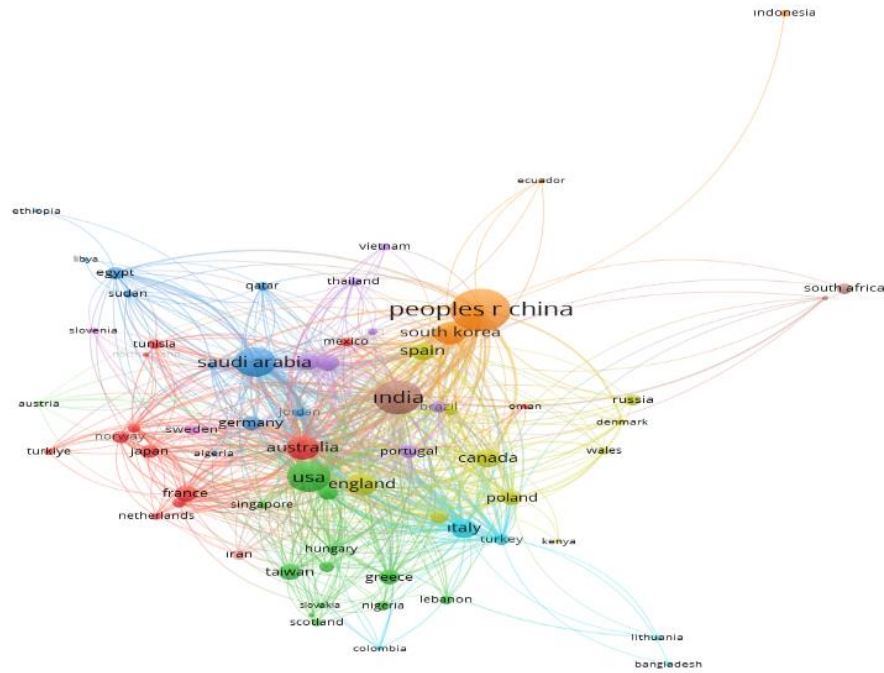 indonesia
ecuador
ethiopia
vietnam
libya
egypt
qatar
thailand
south africa
sudan
peoples r china
slovenia
south korea
tunisia
mexico
spain
saudi arabia
india
austria
russia
jordan
brazil
oman
germany
denmark
sweden
norway
australia
turkiye
japan
algeria
portugal
wales
canada
usa
england
france
poland
singapore
netherlands
italy
turkey
kenya
hungary
iran
taiwan
greece
lebanon
slovakia
nigeria
scotland
lithuania
colombia
bangladesh